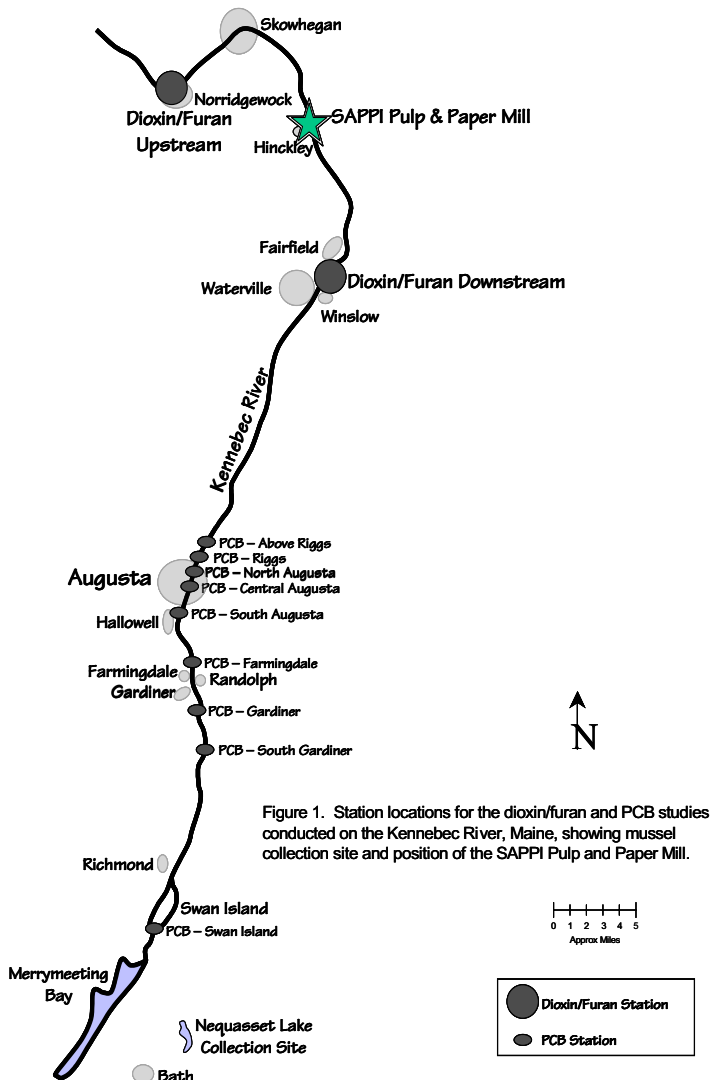 Skowhegan
Norridgewock
Dioxin/Furan
Upstream
SAPPI Pulp & Paper Mill
Hinckley
Fairfield
Waterville
Dioxin/Furan Downstream
Winslow
Kennebec River
PCB – Above Riggs
PCB – Riggs
PCB – North Augusta
Augusta
PCB – Central Augusta
PCB – South Augusta
Hallowell
PCB – Farmingdale
Farmingdale
Randolph
Gardiner
PCB – Gardiner
PCB – South Gardiner
N
Figure 1. Station locations for the dioxin/furan and PCB studies
conducted on the Kennebec River, Maine, showing mussel
collection site and position of the SAPPI Pulp and Paper Mill.
Richmond
Swan Island
PCB – Swan Island
0 1 2 3 4 5
Approx Miles
Merrymeeting
Bay
Dioxin/Furan Station
PCB Station
Nequasset Lake
Collection Site
Bath